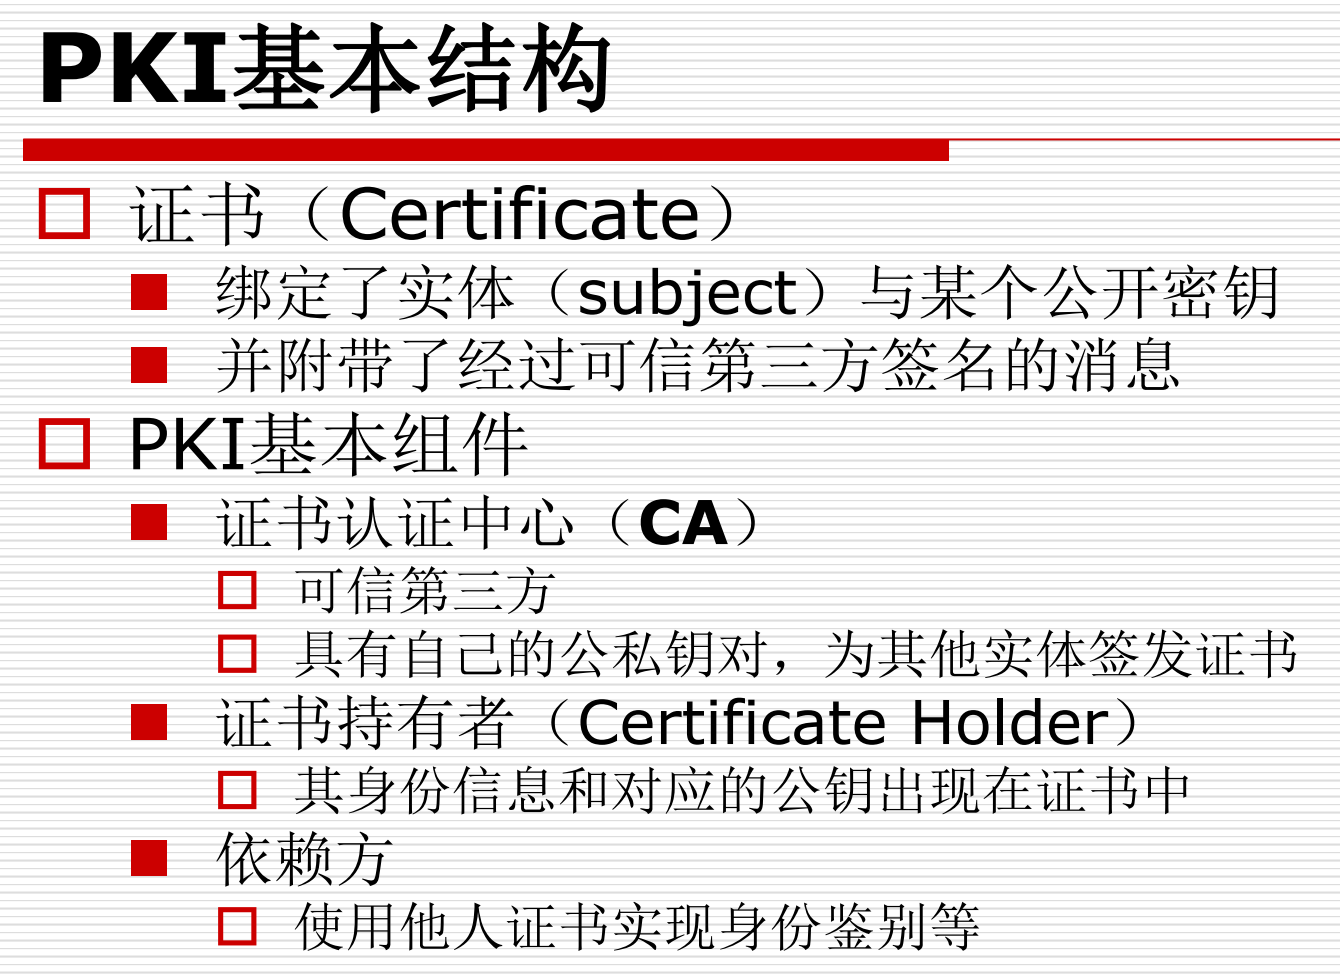 PKI基本结构
证书（Certificate）
绑定了实体（subject）与某个公开密钥
并附带了经过可信第三方签名的消息
PKI基本组件
证书认证中心（CA）
可信第三方
具有自己的公私钥对，为其他实体签发证书
证书持有者（Certificate Holder）
其身份信息和对应的公钥出现在证书中
依赖方
使用他人证书实现身份鉴别等